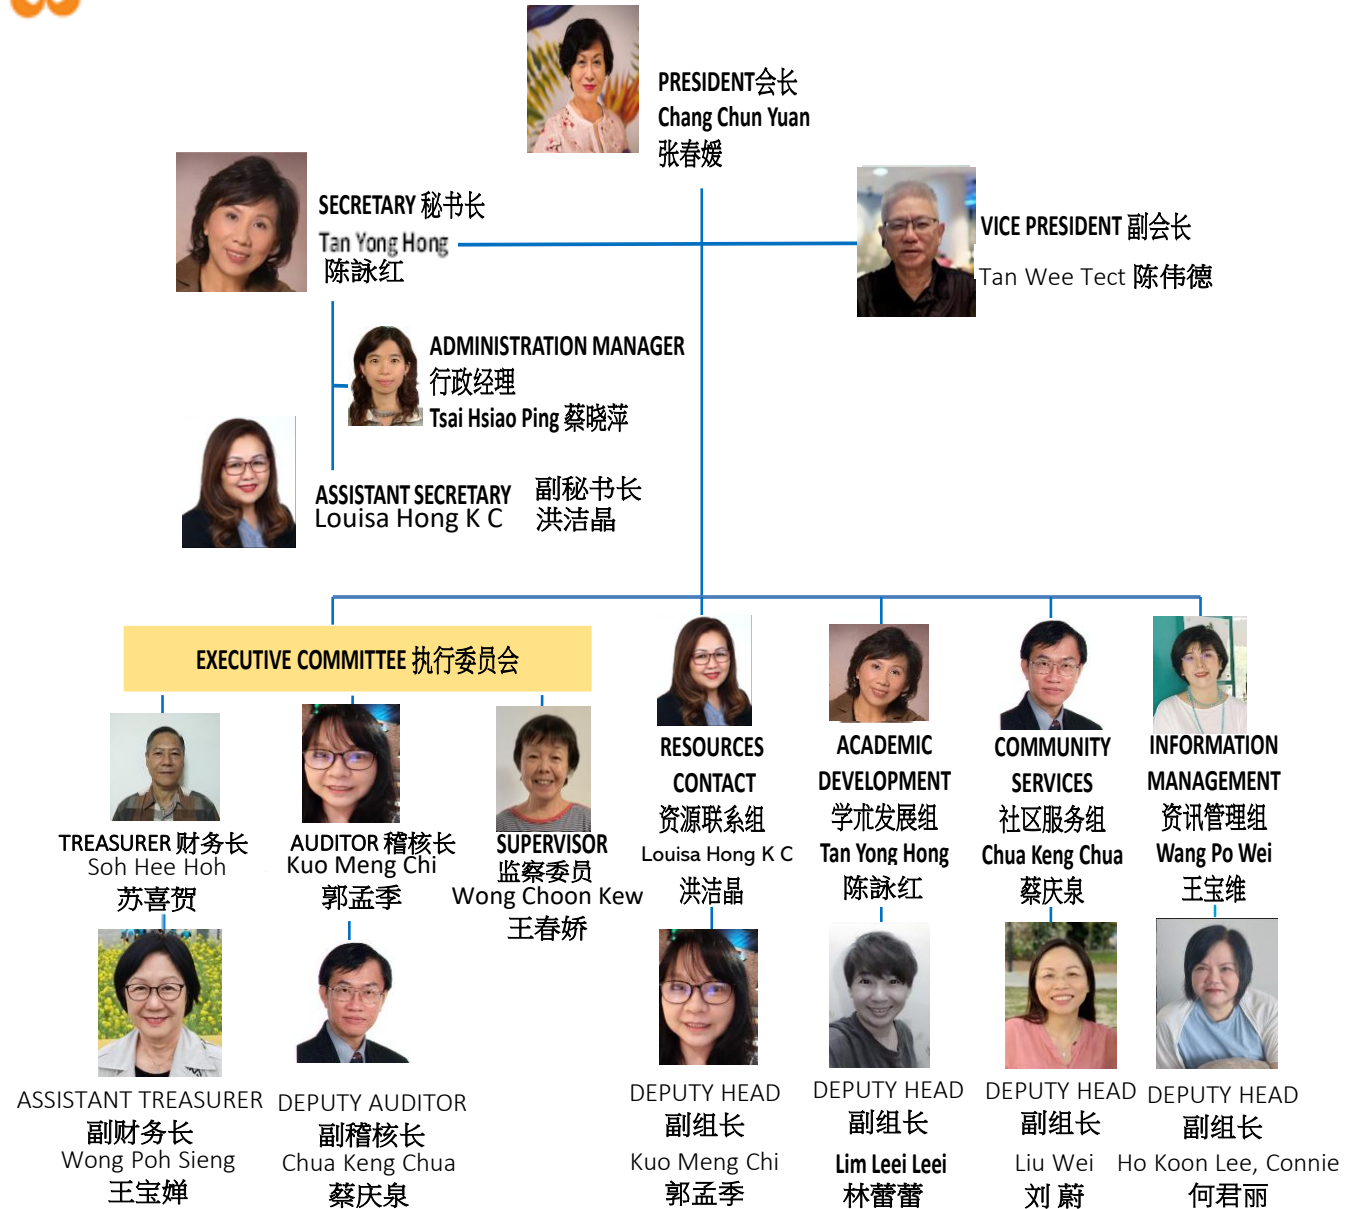 PRESIDENT会长
Chang Chun Yuan
张春媛
SECRETARY 秘书长
Tan Yong Hong
陈詠红
VICE PRESIDENT 副会长
Tan Wee Tect 陈伟德
ADMINISTRATION MANAGER
行政经理
Tsai Hsiao Ping 蔡晓萍
ASSISTANT SECRETARY 副秘书长
Louisa Hong K C 洪洁晶
EXECUTIVE COMMITTEE 执行委员会
TREASURER 财务长
Soh Hee Hoh
苏喜贺
AUDITOR 稽核长
Kuo Meng Chi
郭孟季
SUPERVISOR
监察委员
Wong Choon Kew
王春娇
RESOURCES
CONTACT
资源联系组
Louisa Hong K C
洪洁晶
ACADEMIC
DEVELOPMENT
学朮发展组
Tan Yong Hong
陈詠红
COMMUNITY
SERVICES
社区服务组
Chua Keng Chua
蔡庆泉
INFORMATION
MANAGEMENT
资讯管理组
Wang Po Wei
王宝维
ASSISTANT TREASURER
副财务长
Wong Poh Sieng
王宝婵
DEPUTY AUDITOR
副稽核长
Chua Keng Chua
蔡庆泉
DEPUTY HEAD
副组长
Kuo Meng Chi
郭孟季
DEPUTY HEAD
副组长
Lim Leei Leei
林蕾蕾
DEPUTY HEAD
副组长
Liu Wei
刘 蔚
DEPUTY HEAD
副组长
Ho Koon Lee, Connie
何君丽